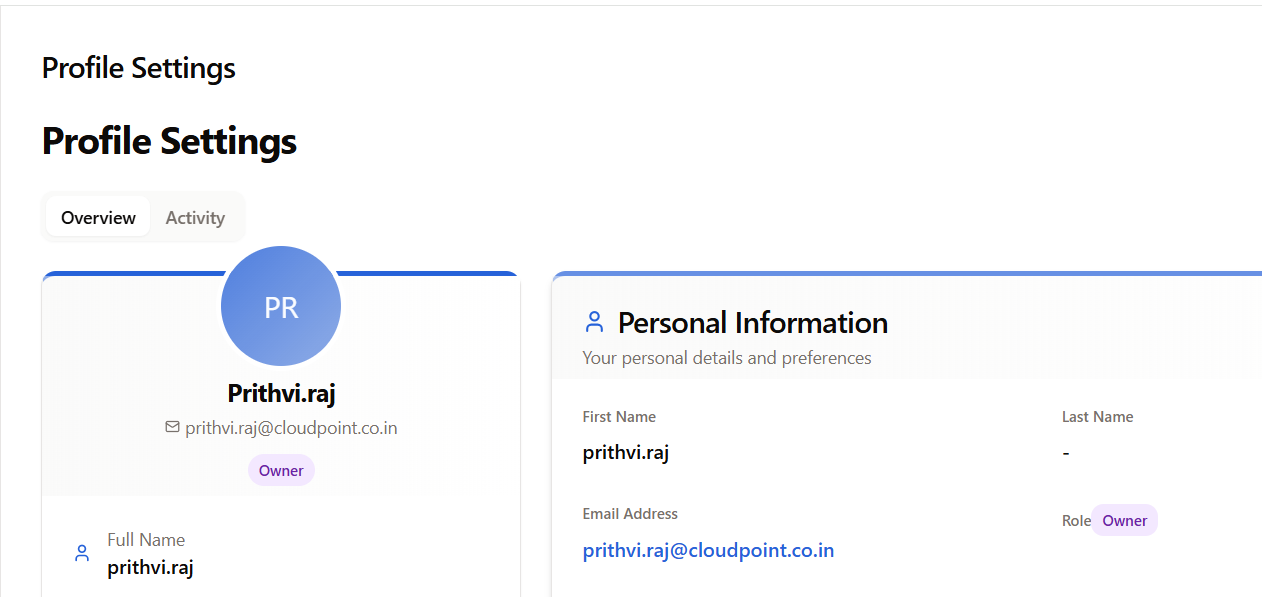 Profile Settings
Profile Settings
Overview Activity
PR
Prithvi.raj
prithvi.raj@cloudpoint.co.in
Owner
Full Name
prithvi.raj
Personal Information
Your personal details and preferences
First Name Last Name
prithvi.raj -
Email Address Role Owner
prithvi.raj@cloudpoint.co.in